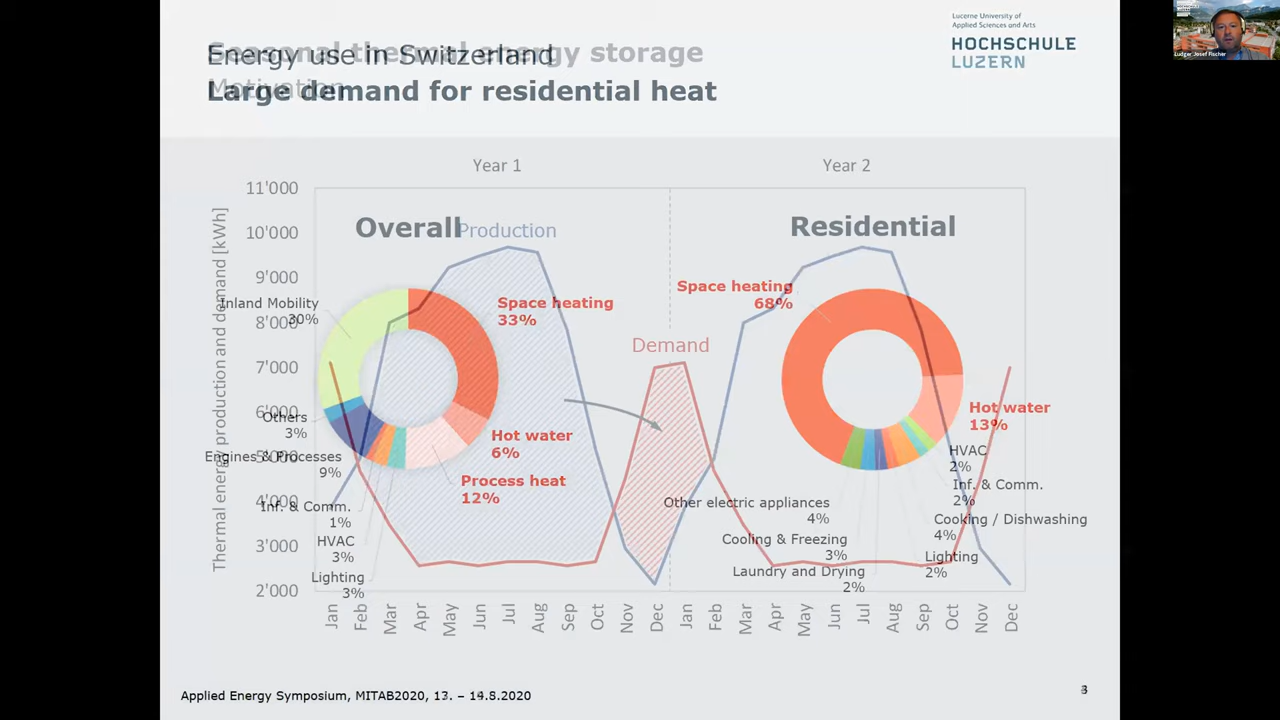 Lucerne University of
Applied Sciences and Arts
HOCHSCHULE
LUZERN
Ludger Josef Fischer
Seasonal thermal energy storage
Motivation
Energy use in Switzerland
Large demand for residential heat
Year 1
Year 2
Thermal energy production and demand [kWh]
11'000
10'000
9'000
8'000
7'000
6'000
5'000
4'000
3'000
2'000
Production
Demand
Jan
Feb
Mar
Apr
May
Jun
Jul
Aug
Sep
Oct
Nov
Dec
Jan
Feb
Mar
Apr
May
Jun
Jul
Aug
Sep
Oct
Nov
Dec
Overall
Space heating
33%
Hot water
6%
Process heat
12%
Inland Mobility
30%
Others
3%
Engines & Processes
9%
Inf. & Comm.
1%
HVAC
3%
Lighting
3%
Residential
Space heating
68%
Hot water
13%
HVAC
2%
Inf. & Comm.
2%
Cooking / Dishwashing
4%
Lighting
2%
Other electric appliances
4%
Cooling & Freezing
3%
Laundry and Drying
2%
Applied Energy Symposium, MITAB2020, 13. – 14.8.2020